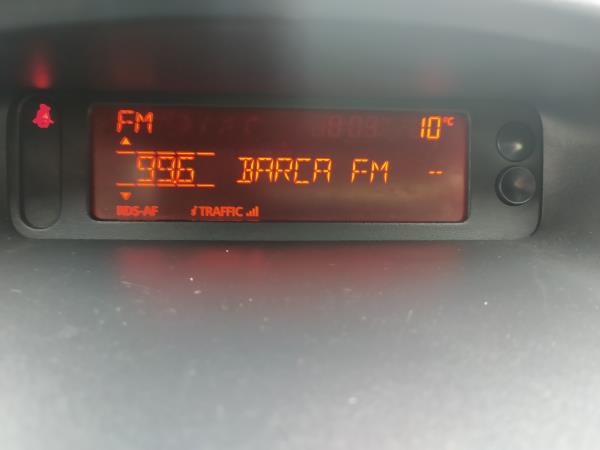 FM 10°C
99.6 BARCA FM --
RDS-AF i TRAFFIC